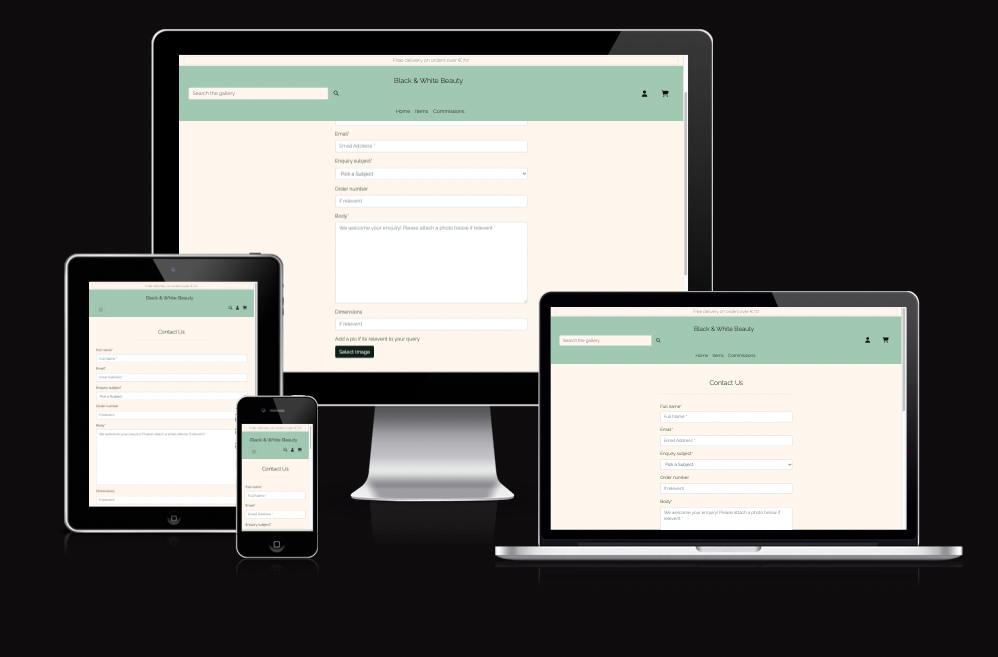 Free delivery on orders over €70!
Black & White Beauty
Search the gallery
Home Items Commissions
Email*
Email Address *
Enquiry subject*
Pick a Subject
Order number
If relevent
Body*
We welcome your enquiry! Please attach a photo below if relevent *
Dimensions
If relevent
Add a pic if its relevent to your query
Select Image
Free delivery on orders over
Black & White Beauty
Contact Us
Full name*
Full Name *
Email*
Email Address *
Enquiry subject*
Pick a Subject
Order number
If relevent
Body*
We welcome your enquiry! Please attach a photo below if relevent *
Dimensions
If relevent
Free delivery on orders over
Black & White Beauty
Contact Us
Full name*
Full Name *
Email*
Email Address *
Enquiry subject*
Free delivery on orders over
Black & White Beauty
Search the gallery
Home Items Commissions
Contact Us
Full name*
Full Name *
Email*
Email Address *
Enquiry subject*
Pick a Subject
Order number
If relevent
Body*
We welcome your enquiry! Please attach a photo below if
relevent *